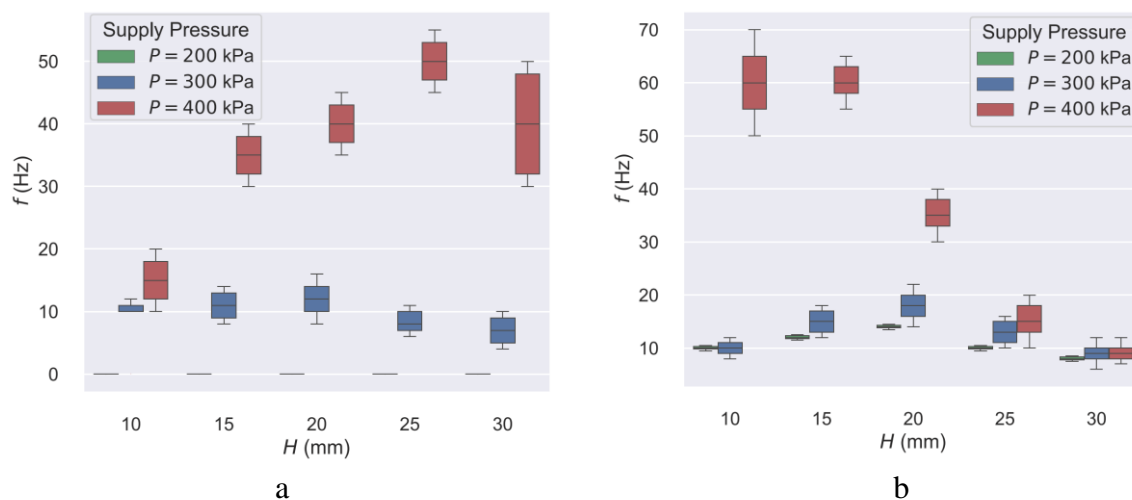 Supply Pressure
P = 200 kPa
P = 300 kPa
P = 400 kPa
f (Hz)
50
40
30
20
10
0
10 15 20 25 30
H (mm)
a
Supply Pressure
P = 200 kPa
P = 300 kPa
P = 400 kPa
f (Hz)
70
60
50
40
30
20
10
10 15 20 25 30
H (mm)
b